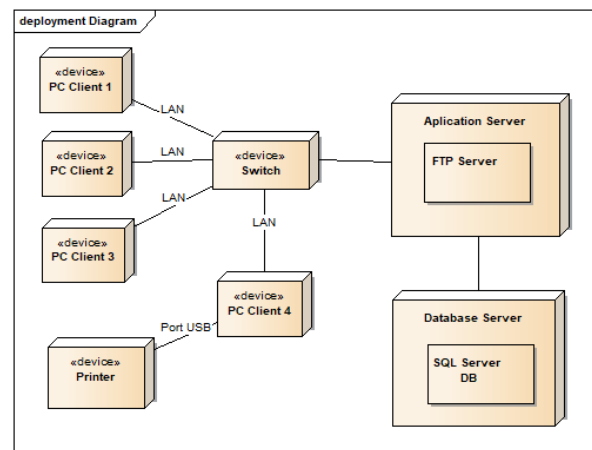 deployment Diagram
«device»
PC Client 1
LAN
«device»
PC Client 2
LAN
«device»
Switch
Aplication Server
FTP Server
LAN
«device»
PC Client 3
LAN
«device»
PC Client 4
Port USB
«device»
Printer
Database Server
SQL Server
DB